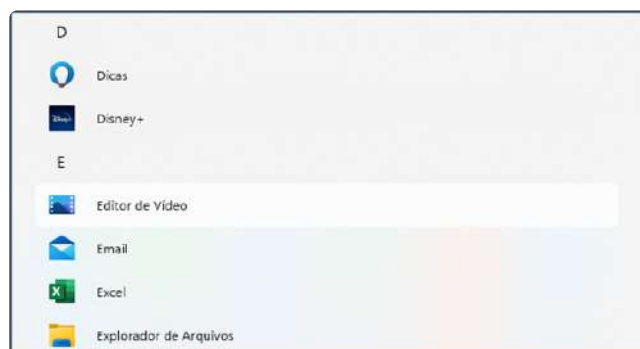 D
Dicas
Disney+
E
Editor de Vídeo
Email
Excel
Explorador de Arquivos